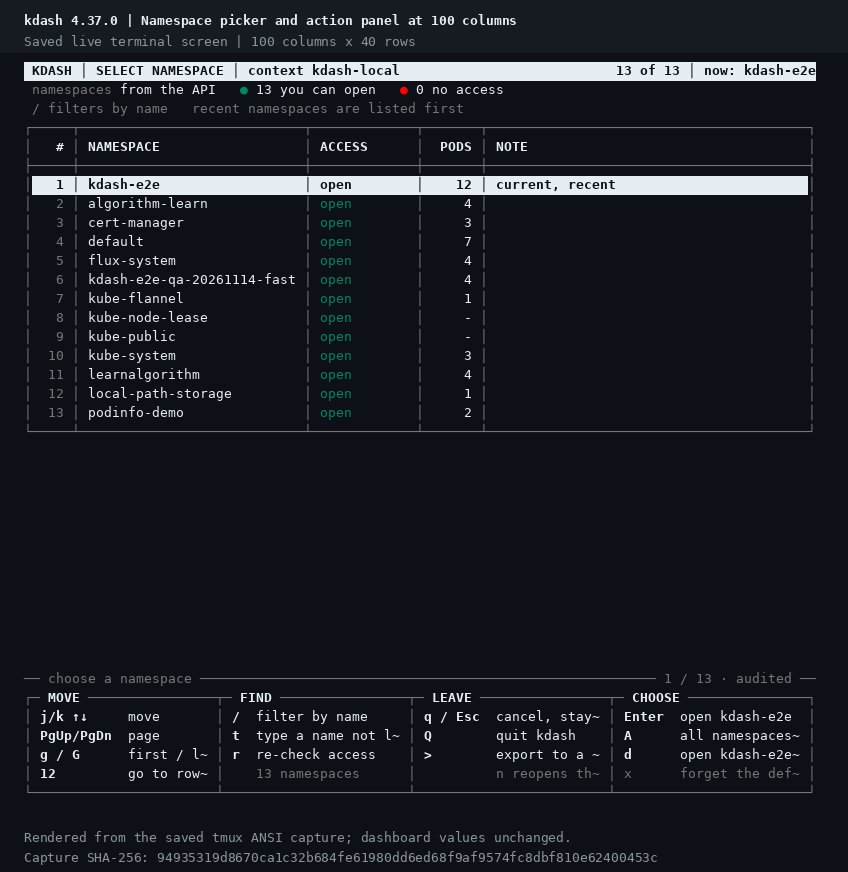 kdash 4.37.0 | Namespace picker and action panel at 100 columns
Saved live terminal screen | 100 columns x 40 rows
KDASH │ SELECT NAMESPACE │ context kdash-local 13 of 13 │ now: kdash-e2e
namespaces from the API ● 13 you can open ● 0 no access
/ filters by name recent namespaces are listed first
# │ NAMESPACE │ ACCESS │ PODS │ NOTE
1 │ kdash-e2e │ open │ 12 │ current, recent
2 │ algorithm-learn │ open │ 4 │
3 │ cert-manager │ open │ 3 │
4 │ default │ open │ 7 │
5 │ flux-system │ open │ 4 │
6 │ kdash-e2e-qa-20261114-fast │ open │ 4 │
7 │ kube-flannel │ open │ 1 │
8 │ kube-node-lease │ open │ - │
9 │ kube-public │ open │ - │
10 │ kube-system │ open │ 3 │
11 │ learnalgorithm │ open │ 4 │
12 │ local-path-storage │ open │ 1 │
13 │ podinfo-demo │ open │ 2 │
choose a namespace 1 / 13 · audited
MOVE FIND LEAVE CHOOSE
j/k ↑↓ move │ / filter by name │ q / Esc cancel, stay~ │ Enter open kdash-e2e
PgUp/PgDn page │ t type a name not l~ │ Q quit kdash │ A all namespaces~
g / G first / l~ │ r re-check access │ > export to a ~ │ d open kdash-e2e~
12 go to row~ │ 13 namespaces │ n reopens th~ │ x forget the def~
Rendered from the saved tmux ANSI capture; dashboard values unchanged.
Capture SHA-256: 94935319d8670ca1c32b684fe61980dd6ed68f9af9574fc8dbf810e62400453c